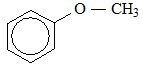 O — CH₃